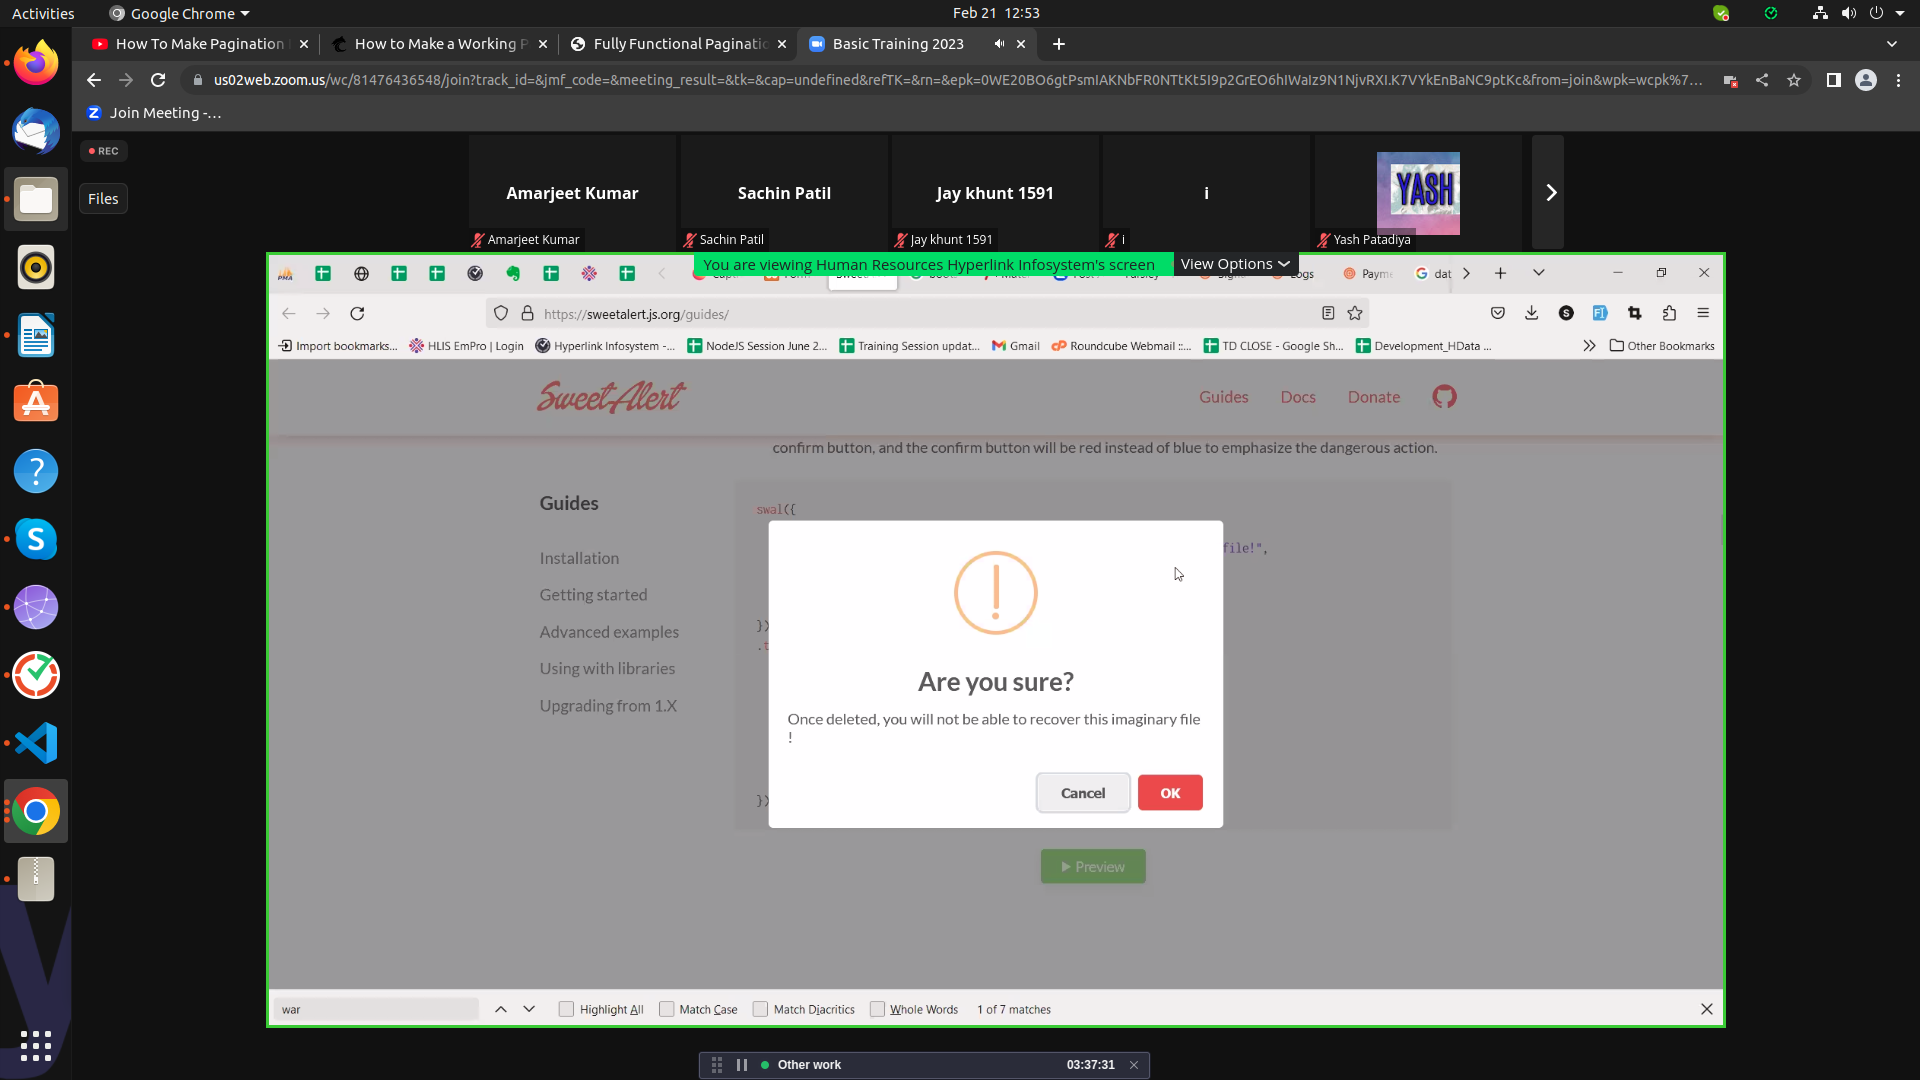 Activities
Google Chrome
Feb 21 12:53
How To Make Pagination
How to Make a Working P
Fully Functional Paginatio
Basic Training 2023
us02web.zoom.us/wc/81476436548/join?track_id=&jmf_code=&meeting_result=&tk=&cap=undefined&refTK=&rn=&epk=0WE20BO6gtPsmIAKNbFR0NTtKt5I9p2GrEO6hIWaIz9N1NjvRXI.K7VYkEnBaNC9ptKc&from=join&wpk=wcpk%7...
Join Meeting -...
REC
Files
Amarjeet Kumar
Sachin Patil
Jay khunt 1591
i
YASH
Amarjeet Kumar
Sachin Patil
Jay khunt 1591
i
Yash Patadiya
You are viewing Human Resources Hyperlink Infosystem's screen
View Options
PMA
Logs
Payme
dat
https://sweetalert.js.org/guides/
Import bookmarks...
HLIS EmPro | Login
Hyperlink Infosystem -...
NodeJS Session June 2...
Training Session updat...
Gmail
Roundcube Webmail ::...
TD CLOSE - Google Sh...
Development_HData ...
Other Bookmarks
SweetAlert
Guides
Docs
Donate
confirm button, and the confirm button will be red instead of blue to emphasize the dangerous action.
Guides
Installation
Getting started
Advanced examples
Using with libraries
Upgrading from 1.X
swal({
file!",
})
.t
})
Are you sure?
Once deleted, you will not be able to recover this imaginary file
!
Cancel
OK
Preview
war
Highlight All
Match Case
Match Diacritics
Whole Words
1 of 7 matches
Other work
03:37:31